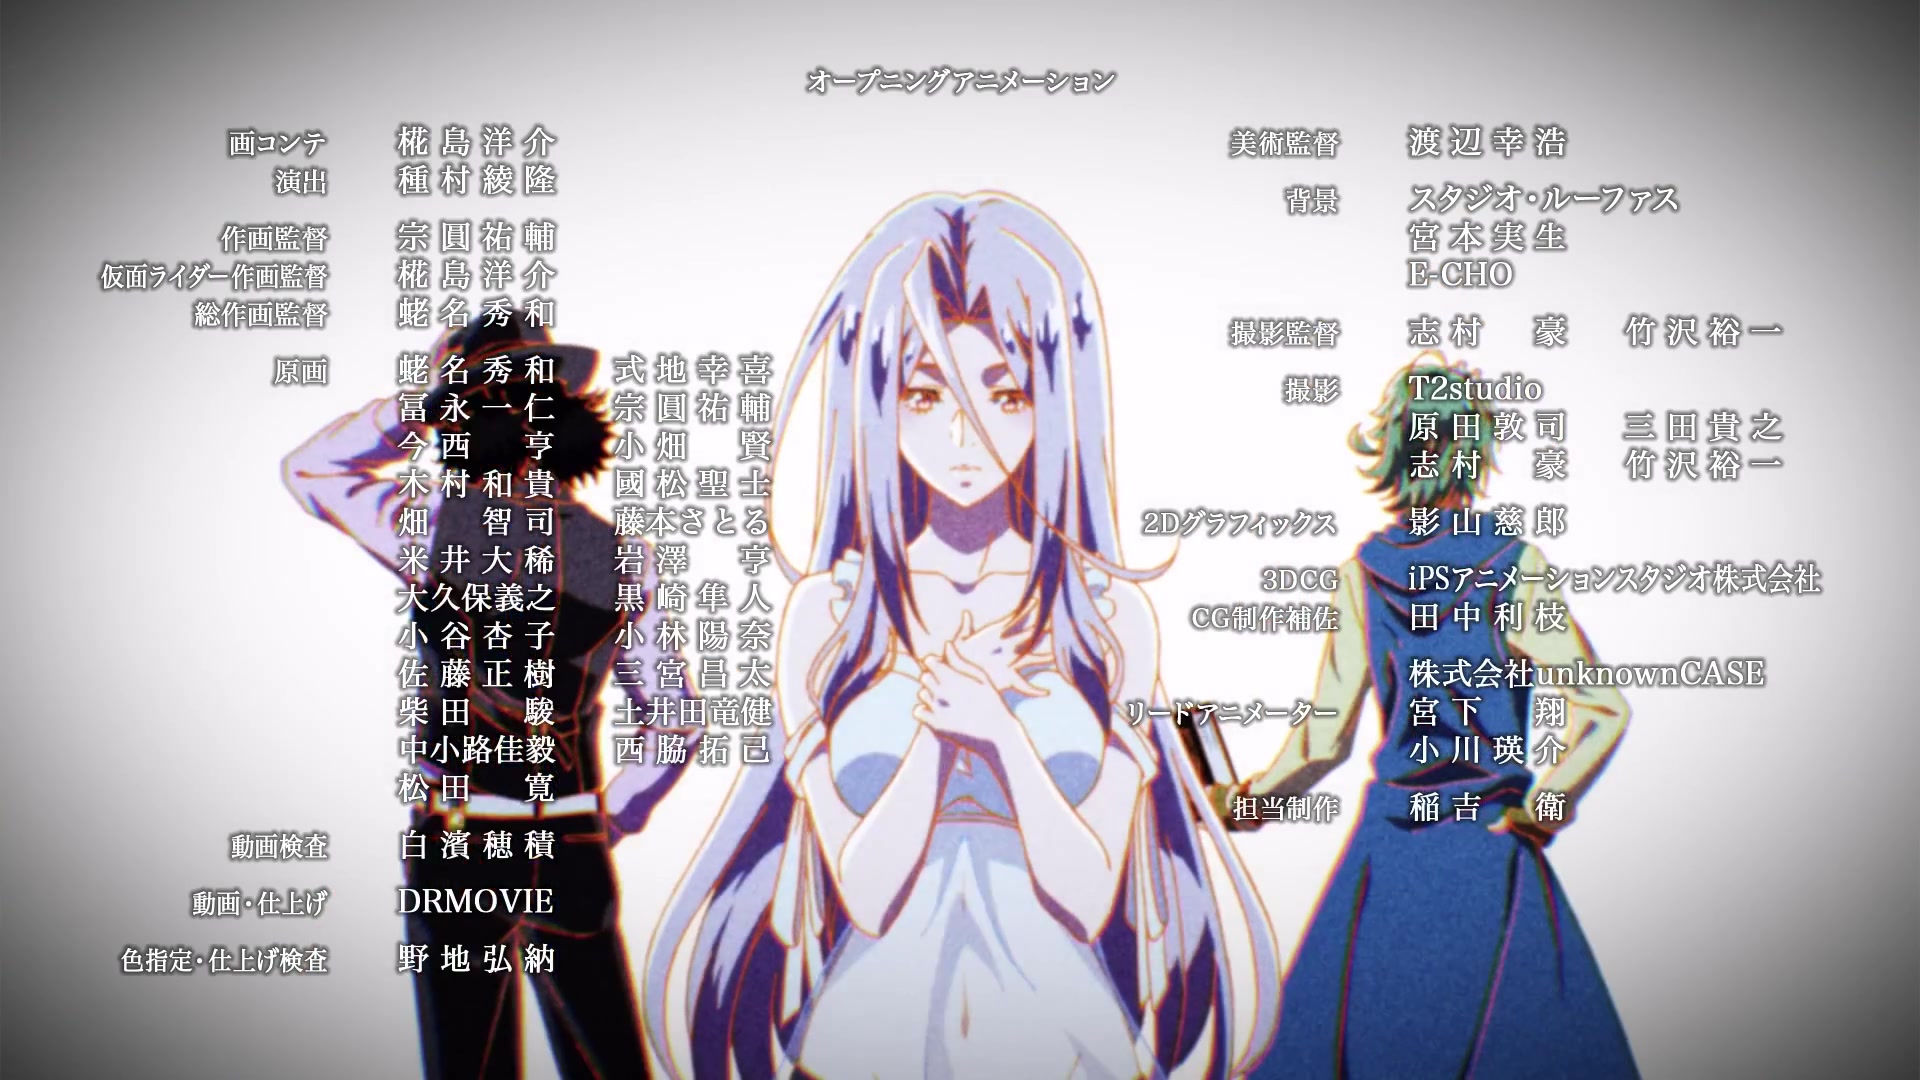 オープニングアニメーション
画コンテ 椛島洋介
演出 種村綾隆
作画監督 宗圓祐輔
仮面ライダー作画監督 椛島洋介
総作画監督 蛯名秀和
原画 蛯名秀和 式地幸喜
冨永一仁 宗圓祐輔
今西亨 小畑賢
木村和貴 國松聖士
畑智司 藤本さとる
米井大稀 岩澤亨
大久保義之 黒崎隼人
小谷杏子 小林陽奈
佐藤正樹 三宮昌太
柴田駿 土井田竜健
中小路佳毅 西脇拓己
松田寛
動画検査 白濱穂積
動画・仕上げ DRMOVIE
色指定・仕上げ検査 野地弘納
美術監督 渡辺幸浩
背景 スタジオ・ルーファス
宮本実生
E-CHO
撮影監督 志村豪 竹沢裕一
撮影 T2studio
原田敦司 三田貴之
志村豪 竹沢裕一
2Dグラフィックス 影山慈郎
3DCG iPSアニメーションスタジオ株式会社
CG制作補佐 田中利枝
株式会社unknownCASE
リードアニメーター 宮下翔
小川瑛介
担当制作 稲吉衛